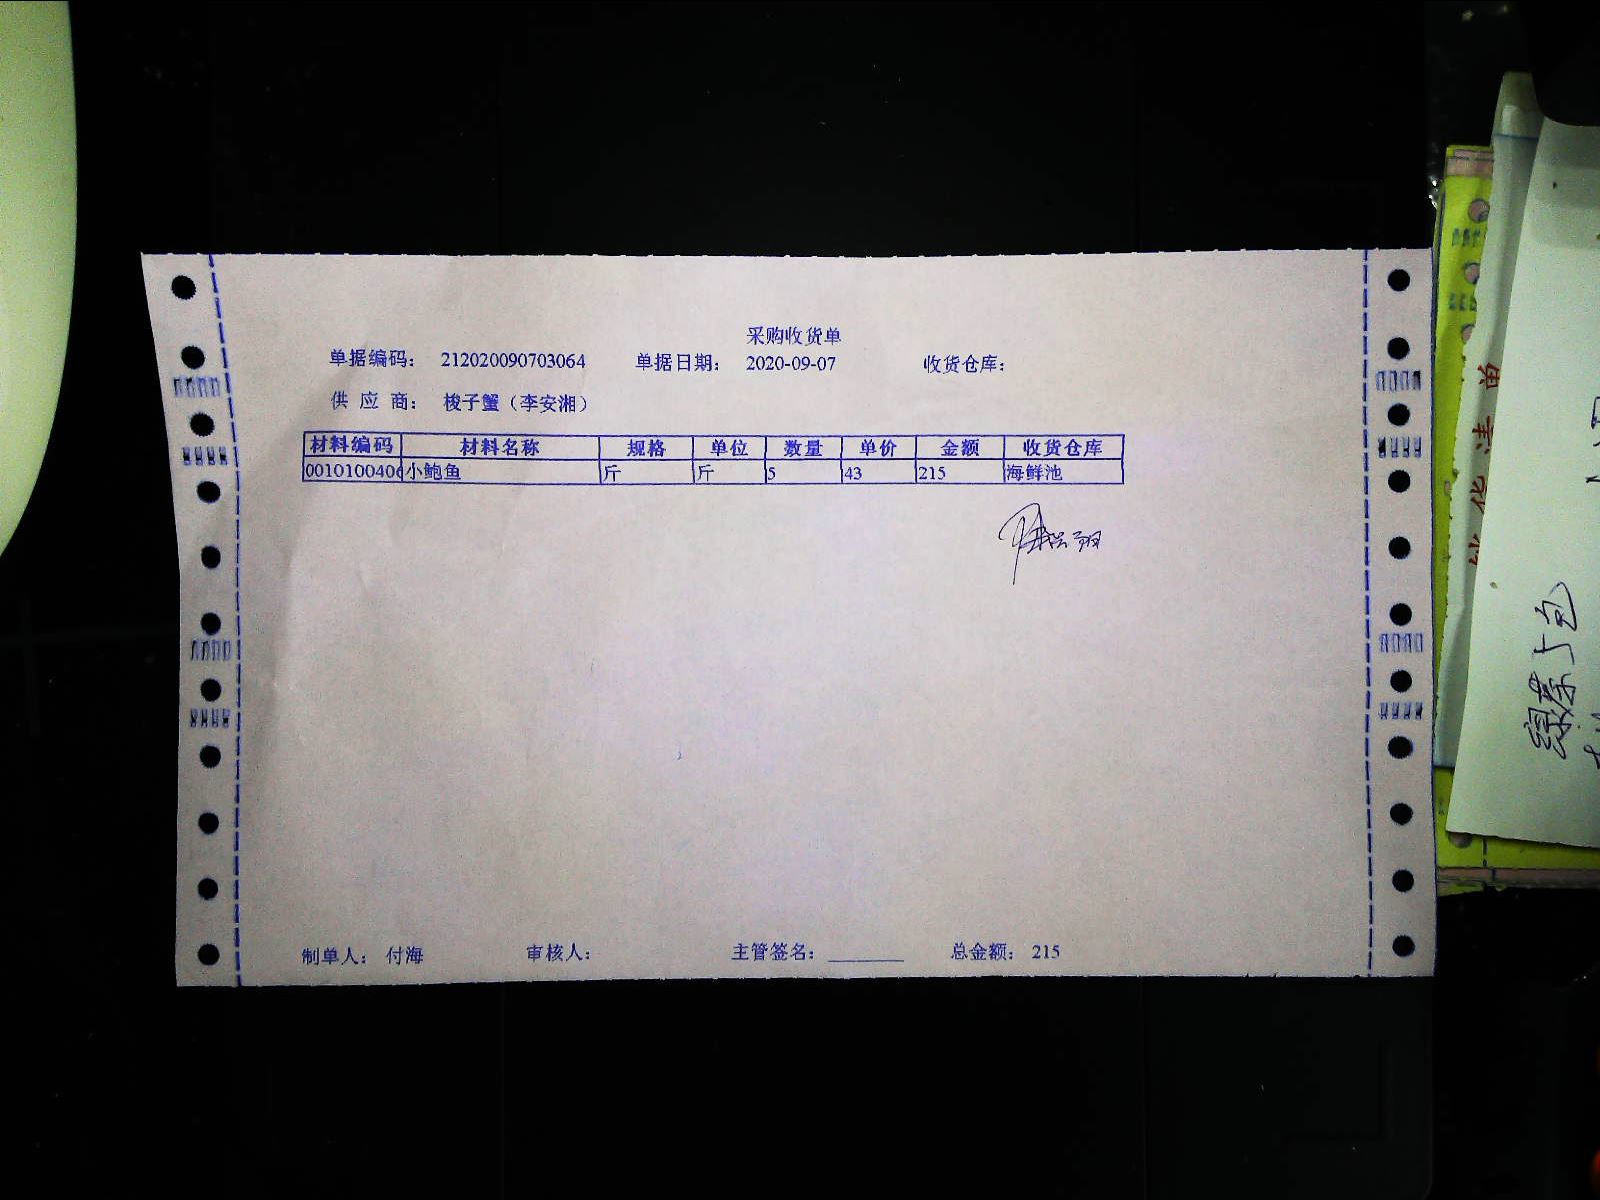 采购收货单
单据编码： 212020090703064 单据日期： 2020-09-07 收货仓库：
供 应 商： 梭子蟹（李安湘）
材料编码 材料名称 规格 单位 数量 单价 金额 收货仓库
0010100406 小鲍鱼 斤 斤 5 43 215 海鲜池
制单人： 付海 审核人： 主管签名： 总金额： 215
绿茶5包